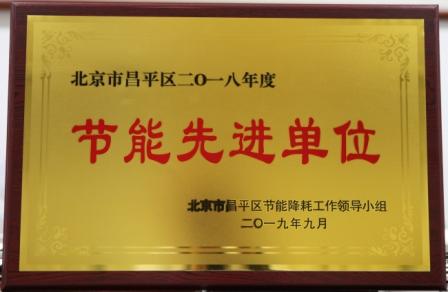 北京市昌平区二〇一八年度
节能先进单位
北京市昌平区节能降耗工作领导小组
二〇一九年九月